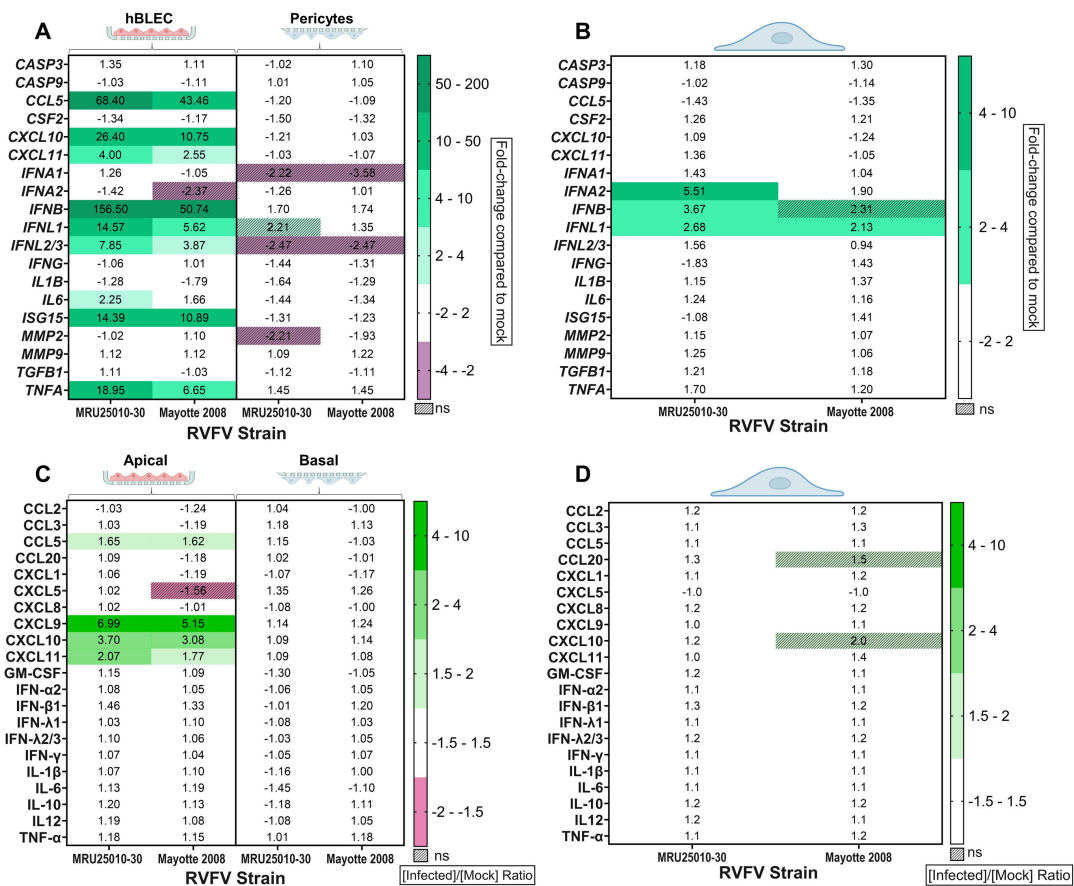 A
hBLEC
Pericytes
CASP3 1.35 1.11 -1.02 1.10
CASP9 -1.03 -1.11 1.01 1.05
CCL5 68.40 43.46 -1.20 -1.09
CSF2 -1.34 -1.17 -1.50 -1.32
CXCL10 26.40 10.75 -1.21 1.03
CXCL11 4.00 2.55 -1.03 -1.07
IFNA1 1.26 -1.05 -2.22 -3.58
IFNA2 -1.42 -2.37 -1.26 1.01
IFNB 156.50 50.74 1.70 1.74
IFNL1 14.57 5.62 2.21 1.35
IFNL2/3 7.85 3.87 -2.47 -2.47
IFNG -1.06 1.01 -1.44 -1.31
IL1B -1.28 -1.79 -1.64 -1.29
IL6 2.25 1.66 -1.44 -1.34
ISG15 14.39 10.89 -1.31 -1.23
MMP2 -1.02 1.10 -2.21 -1.93
MMP9 1.12 1.12 1.09 1.22
TGFB1 1.11 -1.03 -1.12 -1.11
TNFA 18.95 6.65 1.45 1.45
MRU25010-30 Mayotte 2008 MRU25010-30 Mayotte 2008
RVFV Strain
50 - 200
10 - 50
4 - 10
2 - 4
-2 - 2
-4 - -2
ns
Fold-change compared to mock
B
CASP3 1.18 1.30
CASP9 -1.02 -1.14
CCL5 -1.43 -1.35
CSF2 1.26 1.21
CXCL10 1.09 -1.24
CXCL11 1.36 -1.05
IFNA1 1.43 1.04
IFNA2 5.51 1.90
IFNB 3.67 2.31
IFNL1 2.68 2.13
IFNL2/3 1.56 0.94
IFNG -1.83 1.43
IL1B 1.15 1.37
IL6 1.24 1.16
ISG15 -1.08 1.41
MMP2 1.15 1.07
MMP9 1.25 1.06
TGFB1 1.21 1.18
TNFA 1.70 1.20
MRU25010-30 Mayotte 2008
RVFV Strain
4 - 10
2 - 4
-2 - 2
ns
Fold-change compared to mock
C
Apical
Basal
CCL2 -1.03 -1.24 1.04 -1.00
CCL3 1.03 -1.19 1.18 1.13
CCL5 1.65 1.62 1.15 -1.03
CCL20 1.09 -1.18 1.02 -1.01
CXCL1 1.06 -1.19 -1.07 -1.17
CXCL5 1.02 -1.56 1.35 1.26
CXCL8 1.02 -1.01 -1.08 -1.00
CXCL9 6.99 5.15 1.14 1.24
CXCL10 3.70 3.08 1.09 1.14
CXCL11 2.07 1.77 1.09 1.08
GM-CSF 1.15 1.09 -1.30 -1.05
IFN-α2 1.08 1.05 -1.06 1.05
IFN-β1 1.46 1.33 -1.01 1.20
IFN-λ1 1.03 1.10 -1.08 1.03
IFN-λ2/3 1.10 1.06 -1.03 1.05
IFN-γ 1.07 1.04 -1.05 1.07
IL-1β 1.07 1.10 -1.16 1.00
IL-6 1.13 1.19 -1.45 -1.10
IL-10 1.20 1.13 -1.18 1.11
IL12 1.19 1.08 -1.08 1.05
TNF-α 1.18 1.15 1.01 1.18
MRU25010-30 Mayotte 2008 MRU25010-30 Mayotte 2008
RVFV Strain
4 - 10
2 - 4
1.5 - 2
-1.5 - 1.5
-2 - -1.5
ns
[Infected]/[Mock] Ratio
D
CCL2 1.2 1.2
CCL3 1.1 1.3
CCL5 1.1 1.1
CCL20 1.3 1.5
CXCL1 1.1 1.2
CXCL5 -1.0 -1.0
CXCL8 1.2 1.2
CXCL9 1.0 1.1
CXCL10 1.2 2.0
CXCL11 1.0 1.4
GM-CSF 1.2 1.1
IFN-α2 1.2 1.1
IFN-β1 1.3 1.2
IFN-λ1 1.1 1.1
IFN-λ2/3 1.2 1.2
IFN-γ 1.1 1.1
IL-1β 1.1 1.1
IL-6 1.1 1.1
IL-10 1.2 1.2
IL12 1.2 1.1
TNF-α 1.1 1.2
MRU25010-30 Mayotte 2008
RVFV Strain
4 - 10
2 - 4
1.5 - 2
-1.5 - 1.5
ns
[Infected]/[Mock] Ratio